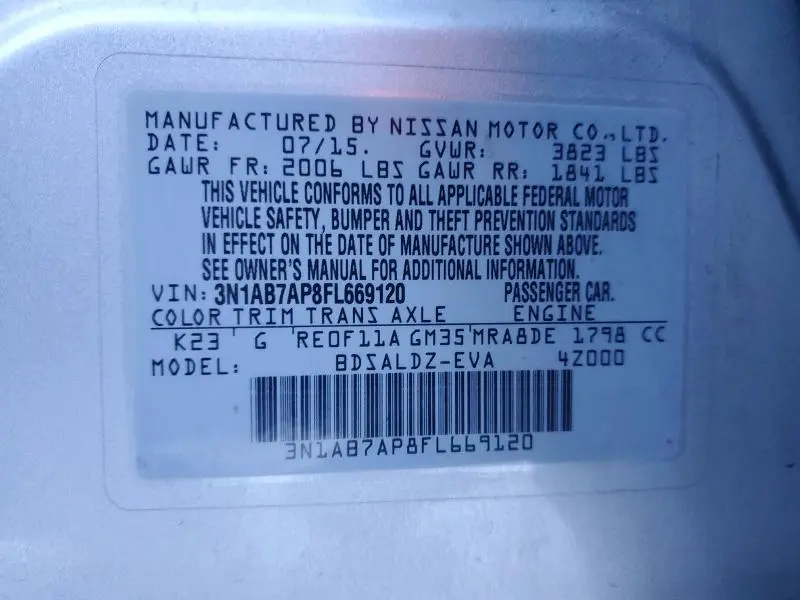 MANUFACTURED BY NISSAN MOTOR CO., LTD.
DATE: 07/15. GVWR: 3823 LBS
GAWR FR: 2006 LBS GAWR RR: 1841 LBS
THIS VEHICLE CONFORMS TO ALL APPLICABLE FEDERAL MOTOR
VEHICLE SAFETY, BUMPER AND THEFT PREVENTION STANDARDS
IN EFFECT ON THE DATE OF MANUFACTURE SHOWN ABOVE.
SEE OWNER'S MANUAL FOR ADDITIONAL INFORMATION.
VIN: 3N1AB7AP8FL669120 PASSENGER CAR.
COLOR TRIM TRANS AXLE ENGINE
K23 G RE0F11A GM35 MRA8DE 1798 CC
MODEL: BDSALDZ-EVA 4Z000
3N1AB7AP8FL669120